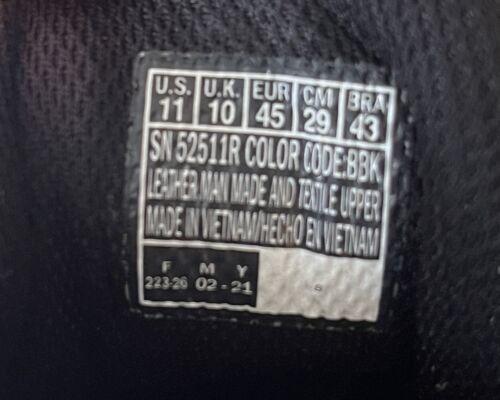 U.S. U.K. EUR CM BRA
11 10 45 29 43
SN 52511R COLOR CODE:BBK
LEATHER MAN MADE AND TEXTILE UPPER
MADE IN VIETNAM/HECHO EN VIETNAM
F M Y
223-20 02-21